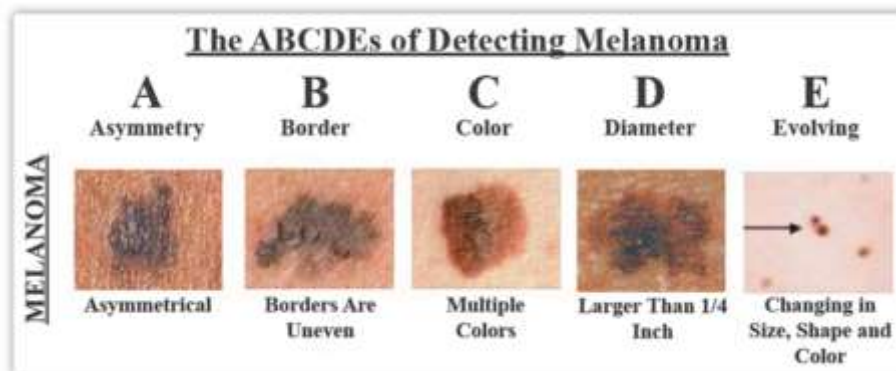 The ABCDEs of Detecting Melanoma
A B C D E
Asymmetry Border Color Diameter Evolving
MELANOMA
Asymmetrical Borders Are Multiple Larger Than 1/4 Changing in
Uneven Colors Inch Size, Shape and
Color